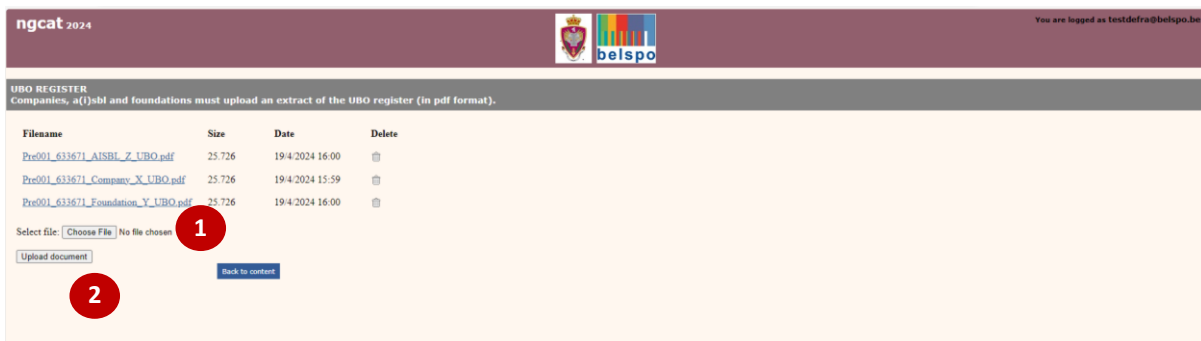 ngcat 2024
belspo
You are logged as testdefra@belspo.be
UBO REGISTER
Companies, a(i)sbl and foundations must upload an extract of the UBO register (in pdf format).
Filename Size Date Delete
Pre001_633671_AISBL_Z_UBO.pdf 25.726 19/4/2024 16:00
Pre001_633671_Company_X_UBO.pdf 25.726 19/4/2024 15:59
Pre001_633671_Foundation_Y_UBO.pdf 25.726 19/4/2024 16:00
Select file: Choose File No file chosen 1
Upload document
Back to content
2